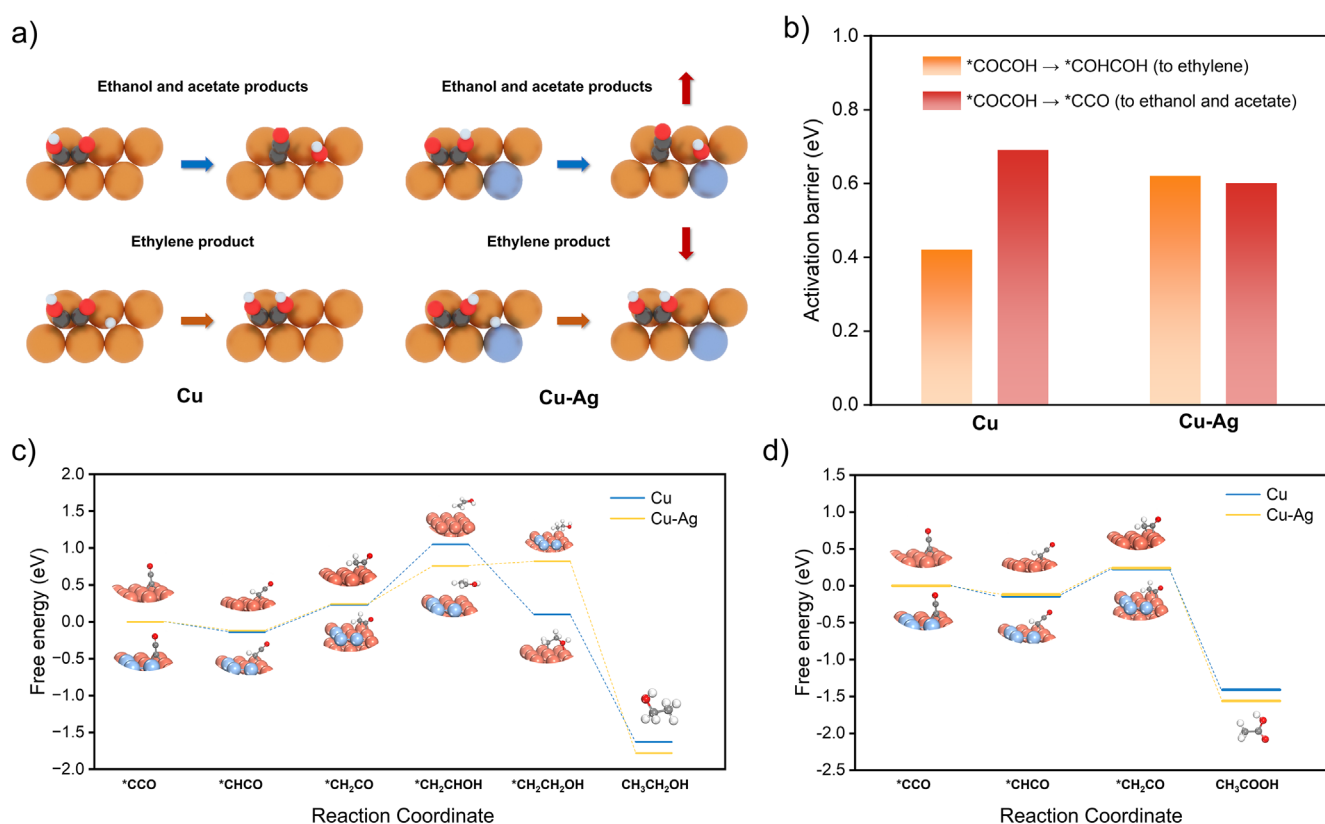 a)
Ethanol and acetate products
Ethanol and acetate products
Ethylene product
Ethylene product
Cu
Cu-Ag
b)
*COCOH → *COHCOH (to ethylene)
*COCOH → *CCO (to ethanol and acetate)
Activation barrier (eV)
1.0
0.8
0.6
0.4
0.2
0.0
Cu
Cu-Ag
c)
Cu
Cu-Ag
Free energy (eV)
2.0
1.5
1.0
0.5
0.0
−0.5
−1.0
−1.5
−2.0
*CCO
*CHCO
*CH₂CO
*CH₂CHOH
*CH₂CH₂OH
CH₃CH₂OH
Reaction Coordinate
d)
Cu
Cu-Ag
Free energy (eV)
1.5
1.0
0.5
0.0
-0.5
-1.0
-1.5
-2.0
-2.5
*CCO
*CHCO
*CH₂CO
CH₃COOH
Reaction Coordinate